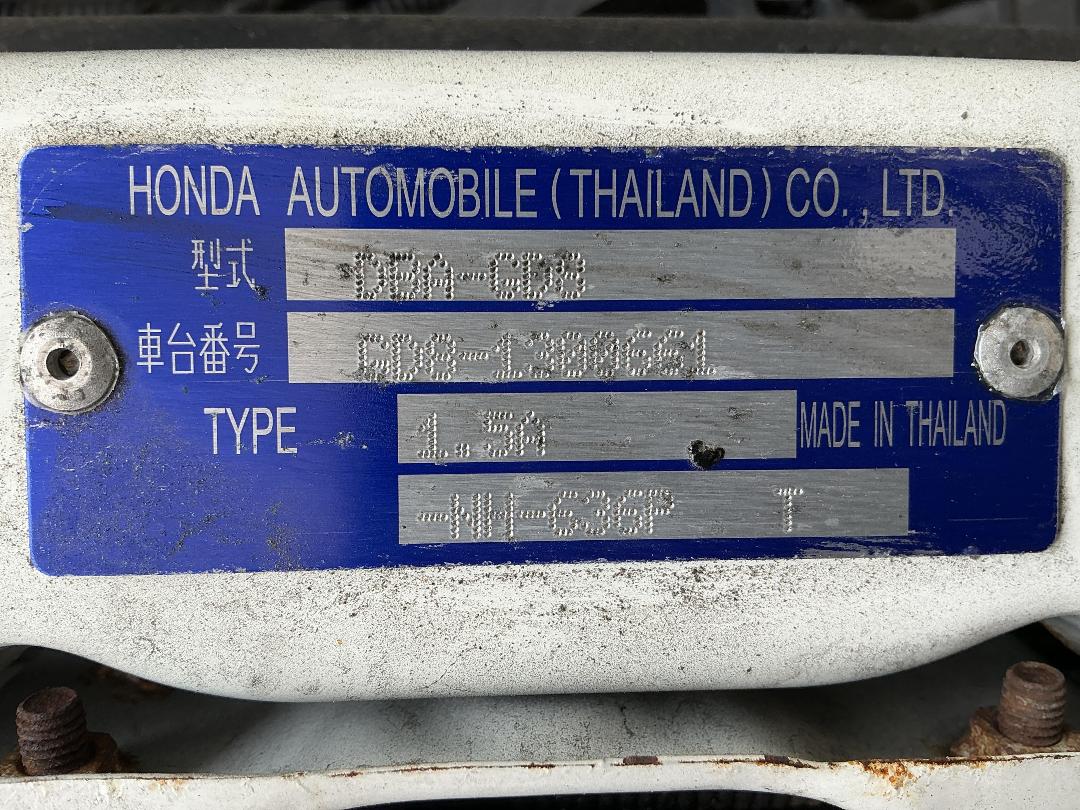 HONDA AUTOMOBILE (THAILAND) CO., LTD.
型式 DBA-GD8
車台番号 GD8-1300661
TYPE 1.5A MADE IN THAILAND
-NH-636P T